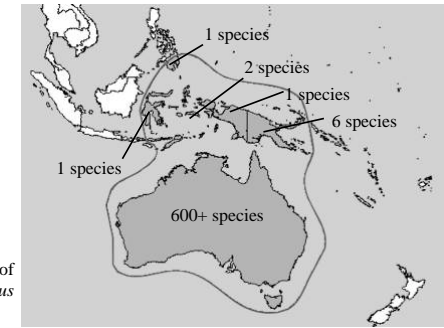 1 species
2 species
1 species
6 species
1 species
600+ species
of
us